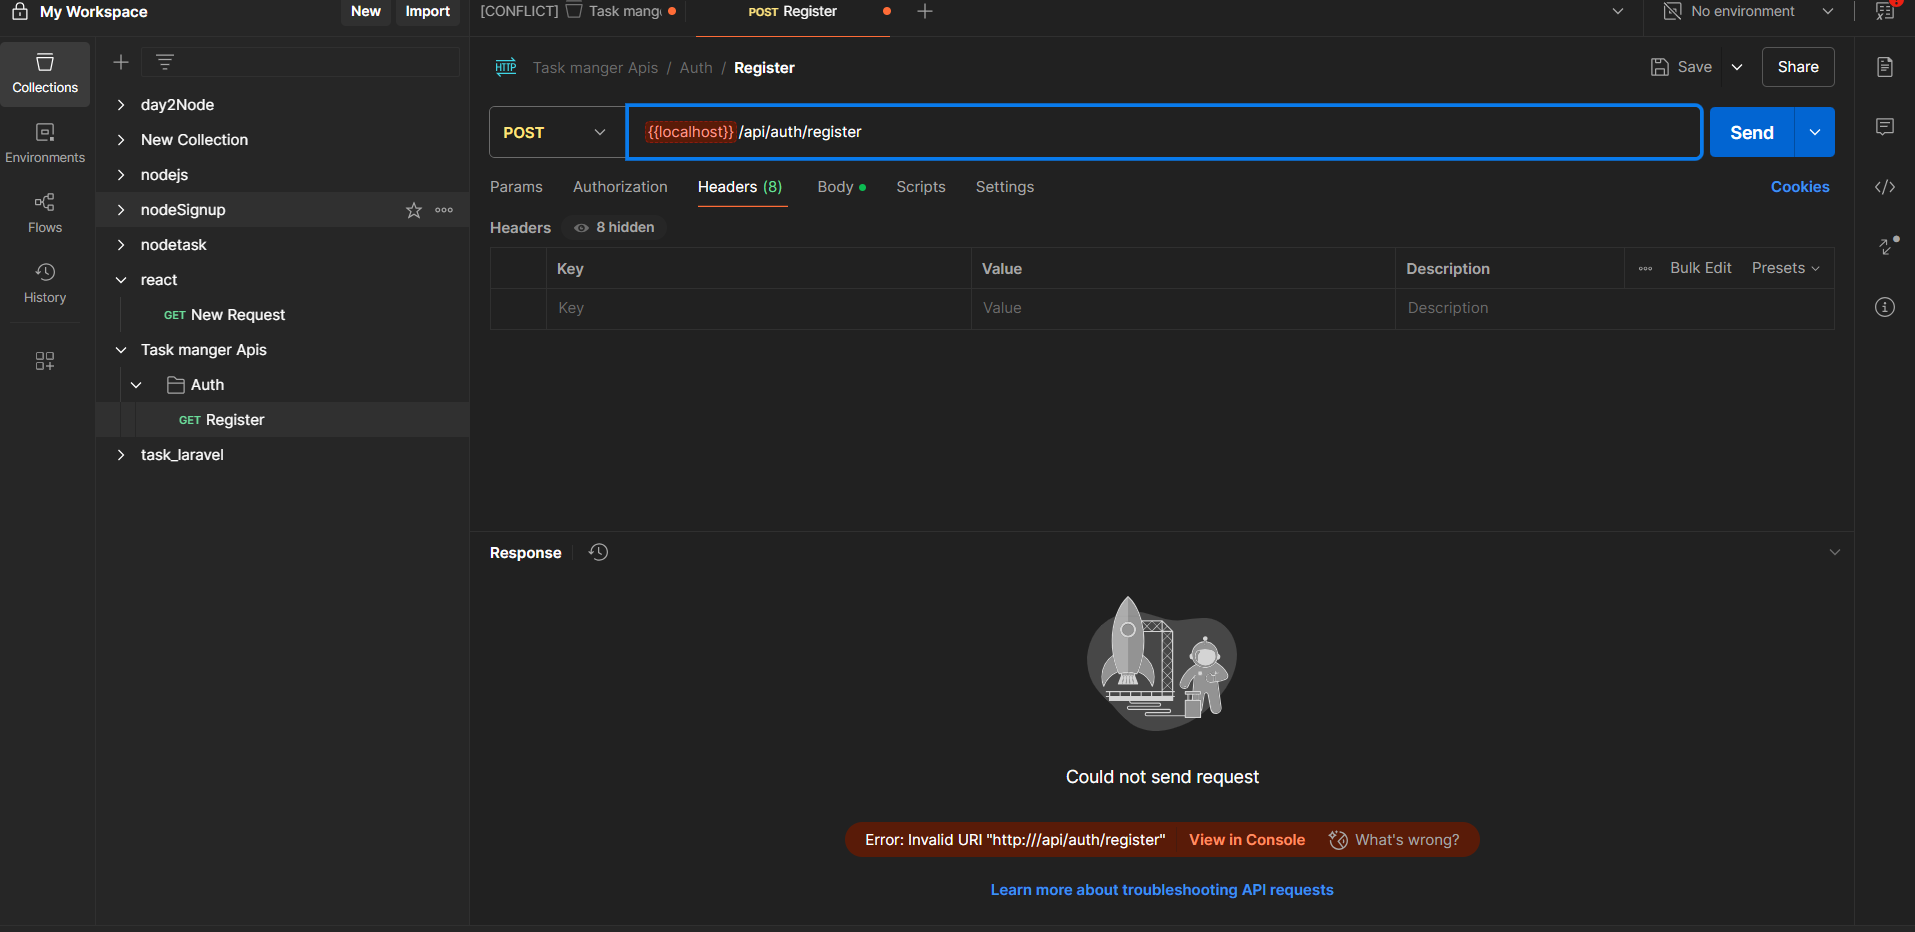 My Workspace
New
Import
[CONFLICT] Task mang
POST Register
No environment
Collections
Environments
Flows
History
day2Node
New Collection
nodejs
nodeSignup
nodetask
react
GET New Request
Task manger Apis
Auth
GET Register
task_laravel
HTTP Task manger Apis / Auth / Register
Save
Share
POST
{{localhost}} /api/auth/register
Send
Params
Authorization
Headers (8)
Body
Scripts
Settings
Cookies
Headers
8 hidden
Key
Value
Description
Bulk Edit
Presets
Key
Value
Description
Response
Could not send request
Error: Invalid URI "http:///api/auth/register"
View in Console
What's wrong?
Learn more about troubleshooting API requests